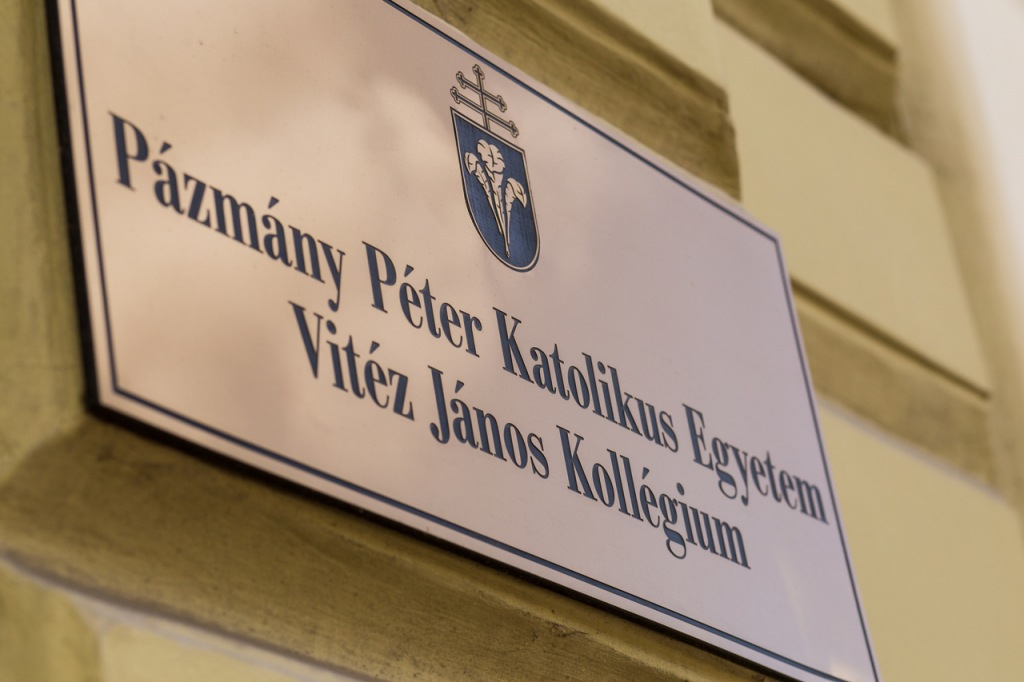 Pázmány Péter Katolikus Egyetem
Vitéz János Kollégium